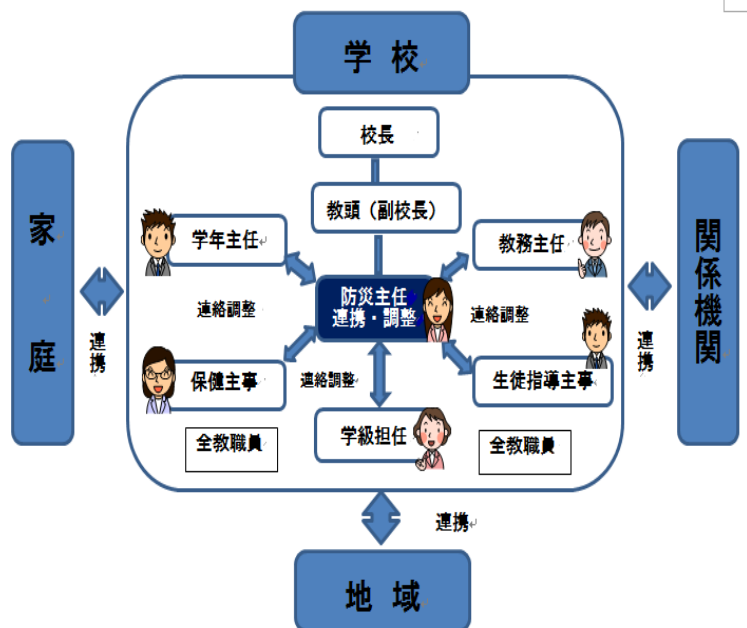 学校
校長
教頭（副校長）
家庭
関係機関
学年主任
教務主任
防災主任
連携・調整
連絡調整
連絡調整
連携
連携
保健主事
連絡調整
生徒指導主事
学級担任
全教職員
全教職員
連携
地域